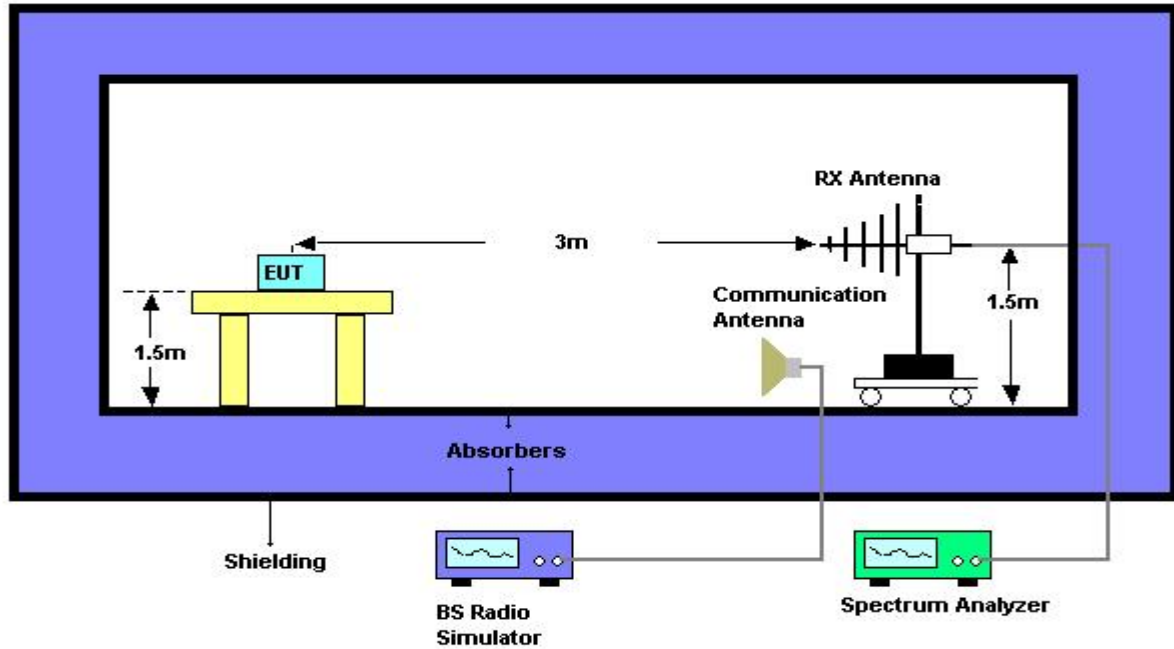 RX Antenna
3m
EUT
Communication
Antenna
1.5m
1.5m
Absorbers
Shielding
BS Radio
Simulator
Spectrum Analyzer